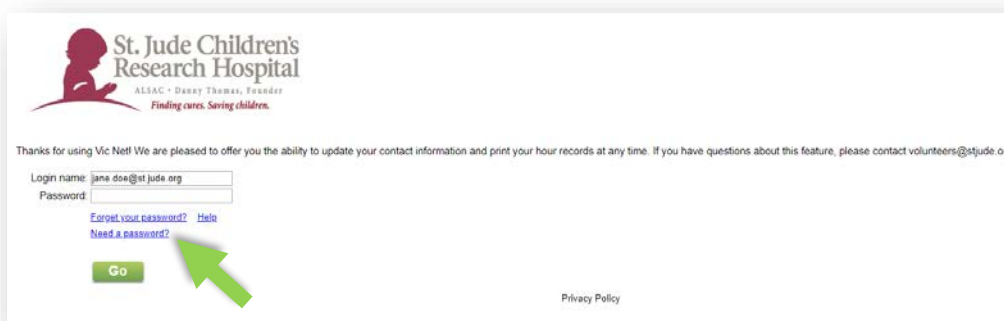 St. Jude Children's
Research Hospital
ALSAC • Danny Thomas, Founder
Finding cures. Saving children.
Thanks for using Vic Net! We are pleased to offer you the ability to update your contact information and print your hour records at any time. If you have questions about this feature, please contact volunteers@stjude.o
Login name: jane.doe@stjude.org
Password:
Forget your password? Help
Need a password?
Go
Privacy Policy